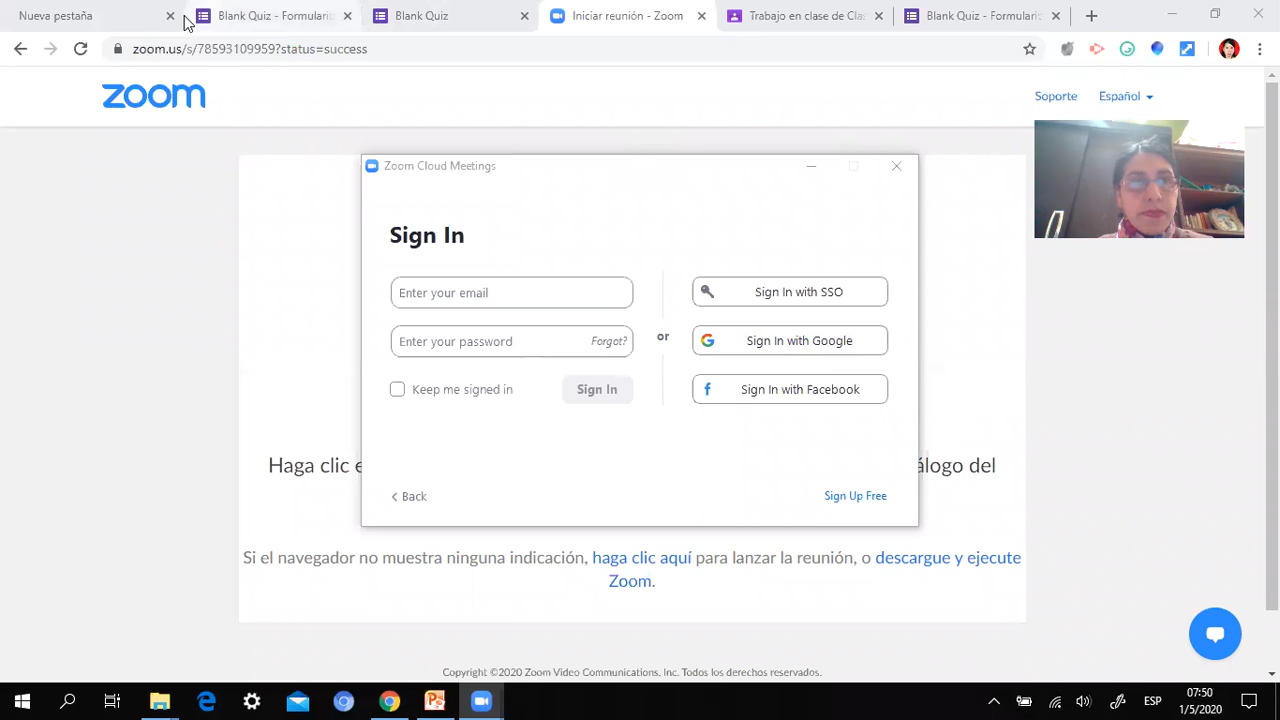 Nueva pestaña
Blank Quiz - Formulario
Blank Quiz
Iniciar reunión - Zoom
Trabajo en clase de Cla
Blank Quiz - Formulario
zoom.us/s/78593109959?status=success
zoom
Soporte
Español
Zoom Cloud Meetings
Sign In
Enter your email
Enter your password
Forgot?
Keep me signed in
Sign In
or
Sign In with SSO
Sign In with Google
Sign In with Facebook
Haga clic e
álogo del
Back
Sign Up Free
Si el navegador no muestra ninguna indicación, haga clic aquí para lanzar la reunión, o descargue y ejecute
Zoom.
Copyright ©2020 Zoom Video Communications, Inc. Todos los derechos reservados.
ESP
07:50
1/5/2020